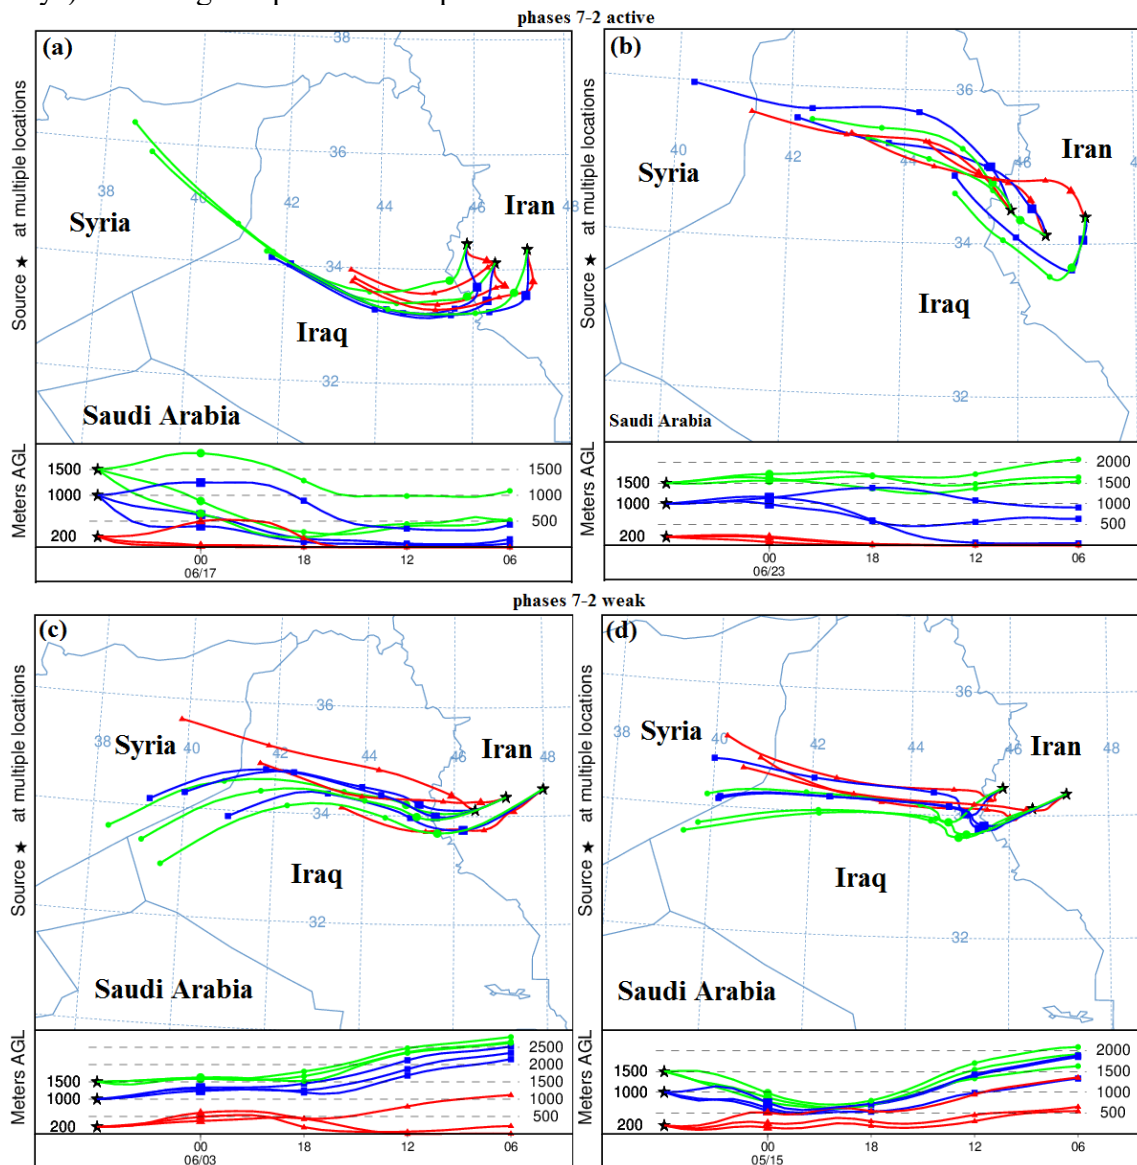 phases 7-2 active
(a)
38
42
44
36
38
40
46
48
34
32
Syria
Iran
Iraq
Saudi Arabia
Source ★ at multiple locations
Meters AGL
1500
1000
200
1500
1000
500
00 18 12 06
06/17
(b)
36
40
42
46
34
32
Syria
Iran
Iraq
Saudi Arabia
Source ★ at multiple locations
Meters AGL
1500
1000
200
2000
1500
1000
500
00 18 12 06
06/23
phases 7-2 weak
(c)
36
38
40
42
44
46
48
34
32
Syria
Iran
Iraq
Saudi Arabia
Source ★ at multiple locations
Meters AGL
1500
1000
200
2500
2000
1500
1000
500
00 18 12 06
06/03
(d)
36
38
40
42
44
46
48
34
32
Syria
Iran
Iraq
Saudi Arabia
Source ★ at multiple locations
Meters AGL
1500
1000
200
2000
1500
1000
500
00 18 12 06
05/15